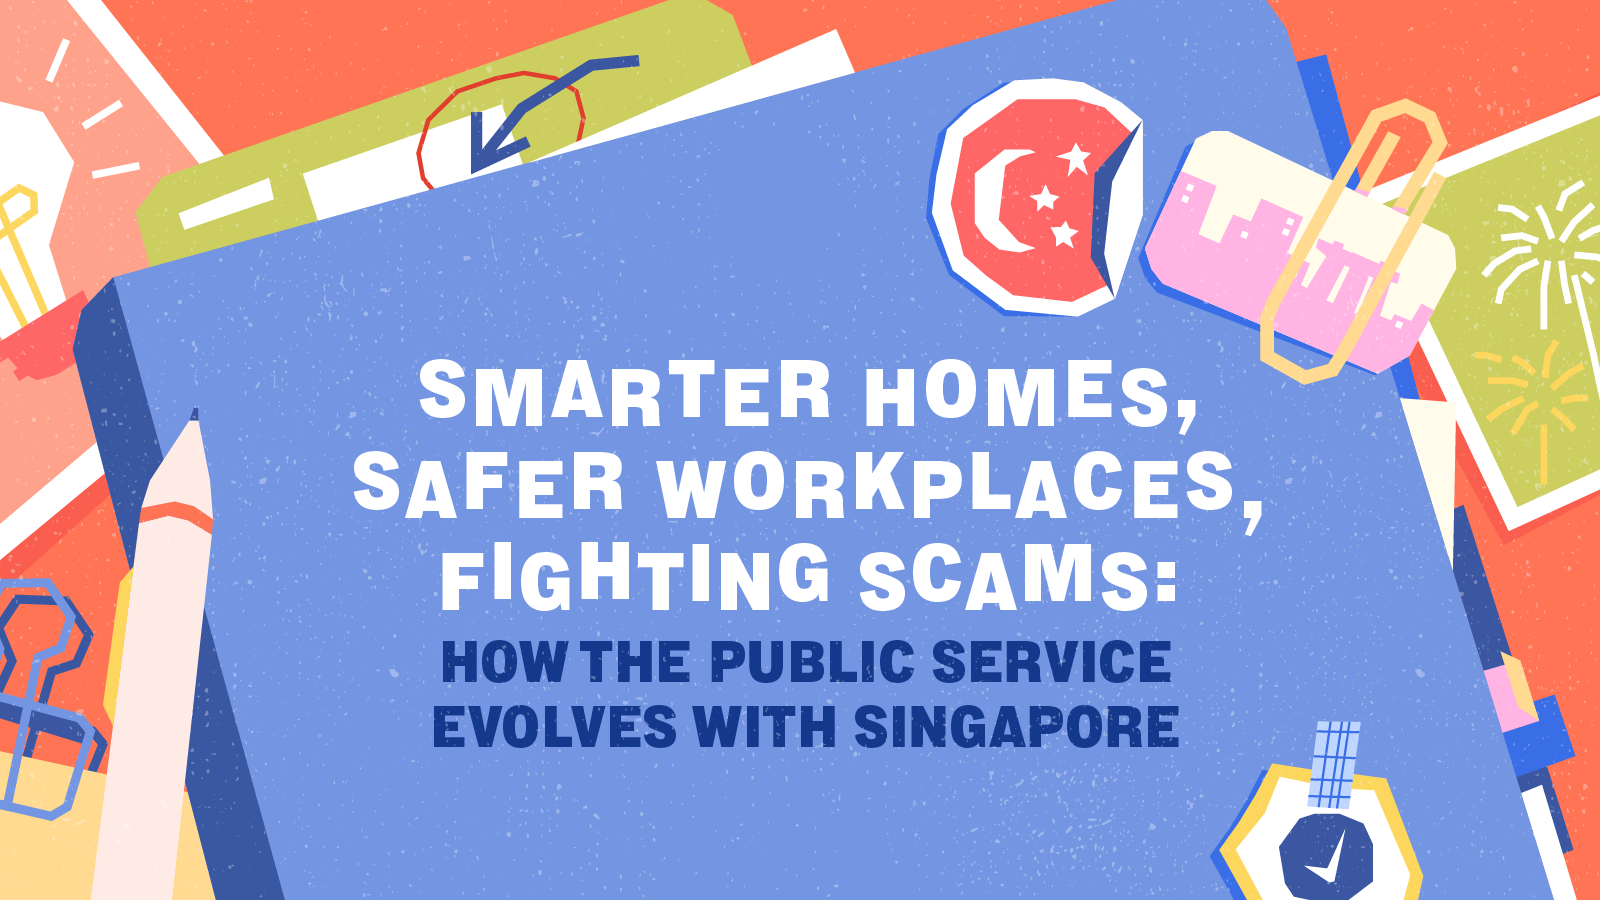 SMARTER HOMES,
SAFER WORKPLACES,
FIGHTING SCAMS:
HOW THE PUBLIC SERVICE
EVOLVES WITH SINGAPORE